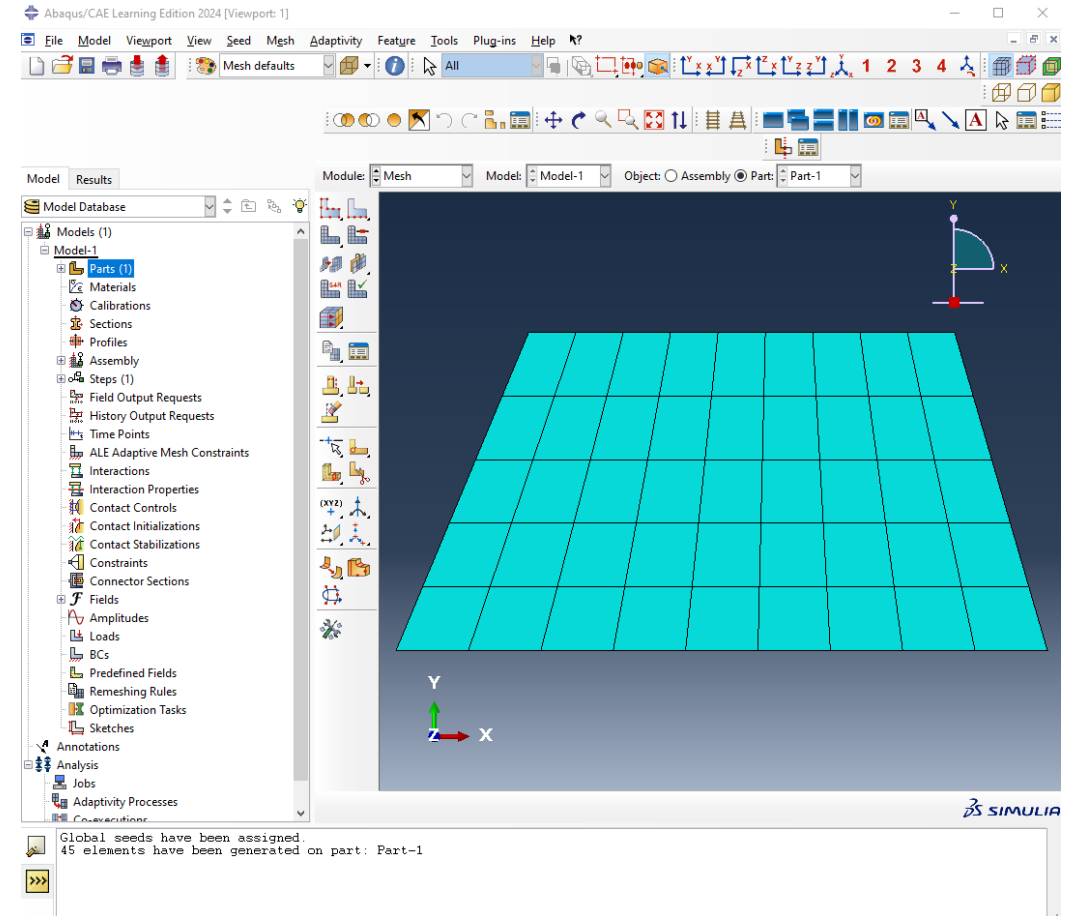 Abaqus/CAE Learning Edition 2024 [Viewport: 1]
File Model Viewport View Seed Mesh Adaptivity Feature Tools Plug-ins Help
Mesh defaults All 1 2 3 4
A A
Model Results Module: Mesh Model: Model-1 Object: Assembly Part: Part-1
Model Database
Models (1)
Model-1
Parts (1)
Materials
Calibrations
Sections
Profiles
Assembly
Steps (1)
Field Output Requests
History Output Requests
Time Points
ALE Adaptive Mesh Constraints
Interactions
Interaction Properties
Contact Controls
Contact Initializations
Contact Stabilizations
Constraints
Connector Sections
Fields
Amplitudes
Loads
BCs
Predefined Fields
Remeshing Rules
Optimization Tasks
Sketches
Annotations
Analysis
Jobs
Adaptivity Processes
Co-executions
(XYZ)
Y
Z X
Y
Z X
SIMULIA
Global seeds have been assigned.
45 elements have been generated on part: Part-1
>>>